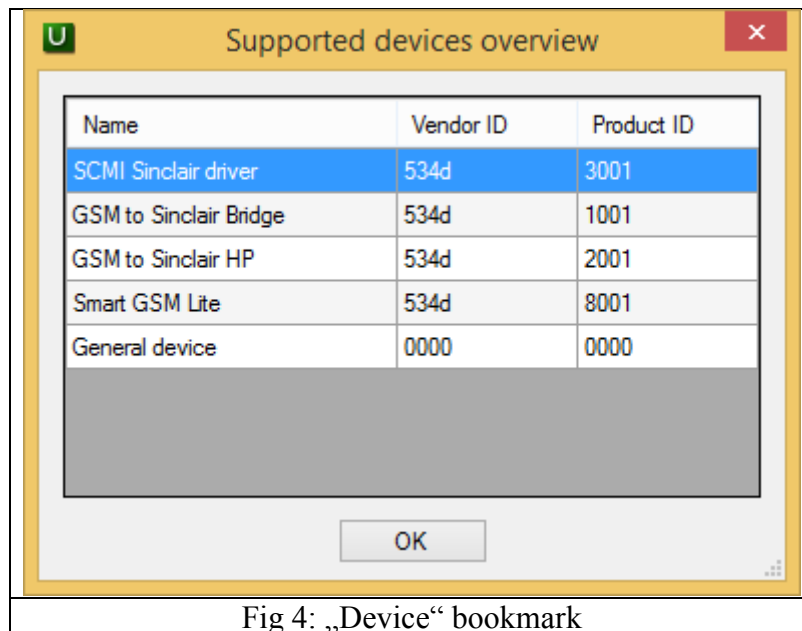 U Supported devices overview ×
Name Vendor ID Product ID
SCMI Sinclair driver 534d 3001
GSM to Sinclair Bridge 534d 1001
GSM to Sinclair HP 534d 2001
Smart GSM Lite 534d 8001
General device 0000 0000
OK
Fig 4: „Device“ bookmark